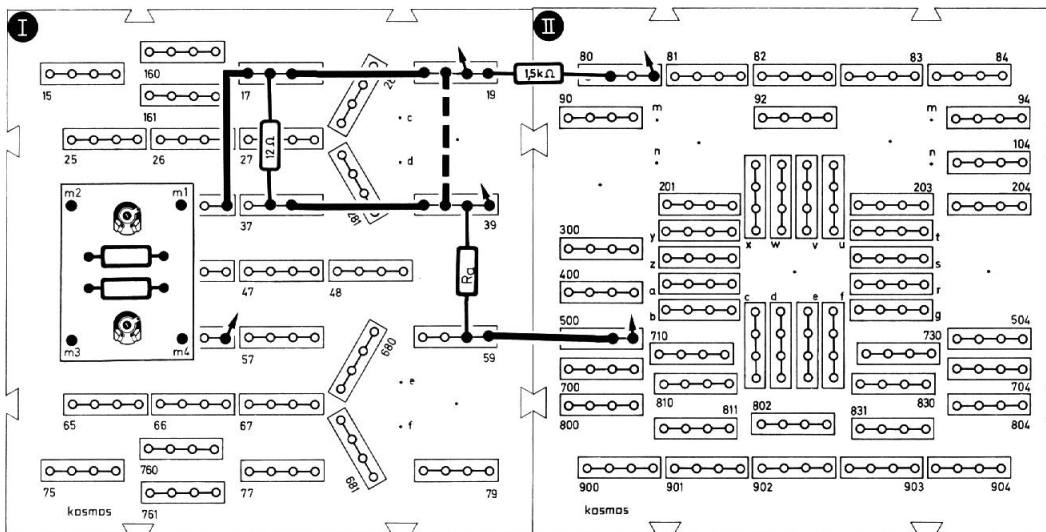 I
II
160
15
161
17
28
19
1,5kΩ
80
81
82
83
84
90
m
92
m
94
c
12Ω
25
26
27
d
n
n
104
m2
m1
37
281
39
201
203
204
x
w
v
u
y
t
300
z
s
Ra
47
48
400
a
r
c
d
e
f
b
g
m3
m4
57
680
59
500
710
730
504
e
700
810
830
704
65
66
67
f
800
811
802
831
804
760
75
761
77
681
79
900
901
902
903
904
kosmos
kosmos